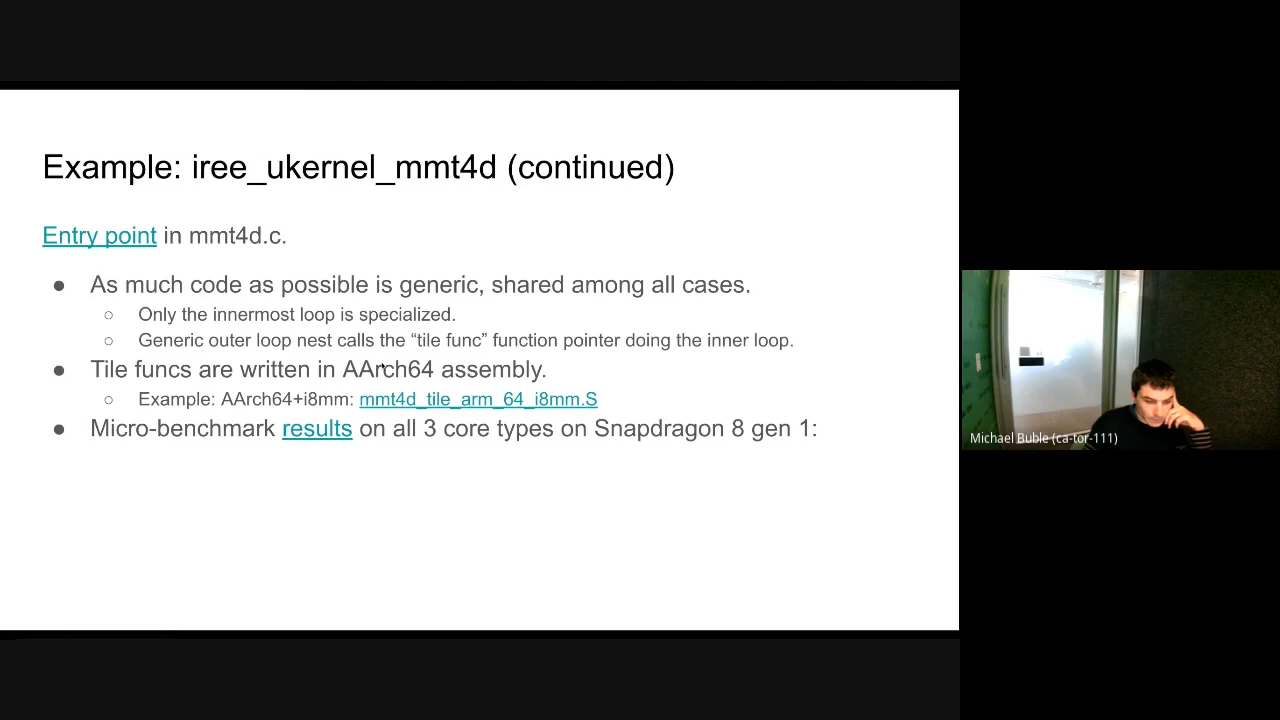 Example: iree_ukernel_mmt4d (continued)
Entry point in mmt4d.c.
● As much code as possible is generic, shared among all cases.
○ Only the innermost loop is specialized.
○ Generic outer loop nest calls the “tile func” function pointer doing the inner loop.
● Tile funcs are written in AArch64 assembly.
○ Example: AArch64+i8mm: mmt4d_tile_arm_64_i8mm.S
● Micro-benchmark results on all 3 core types on Snapdragon 8 gen 1:
Michael Buble (ca-tor-111)